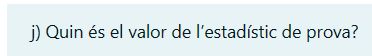 j) Quin és el valor de l’estadístic de prova?